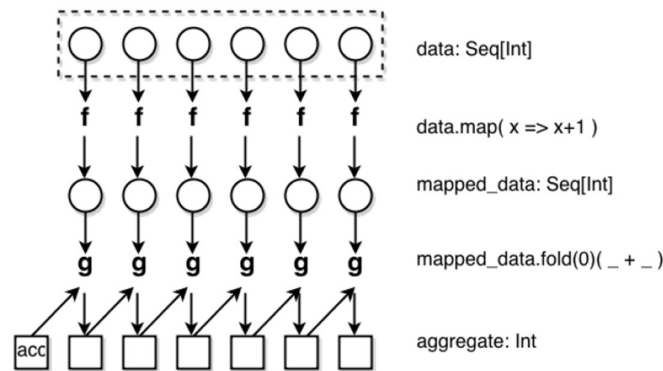 data: Seq[Int]
f f f f f f
data.map( x => x+1 )
mapped_data: Seq[Int]
g g g g g g
mapped_data.fold(0)( _ + _ )
acc
aggregate: Int